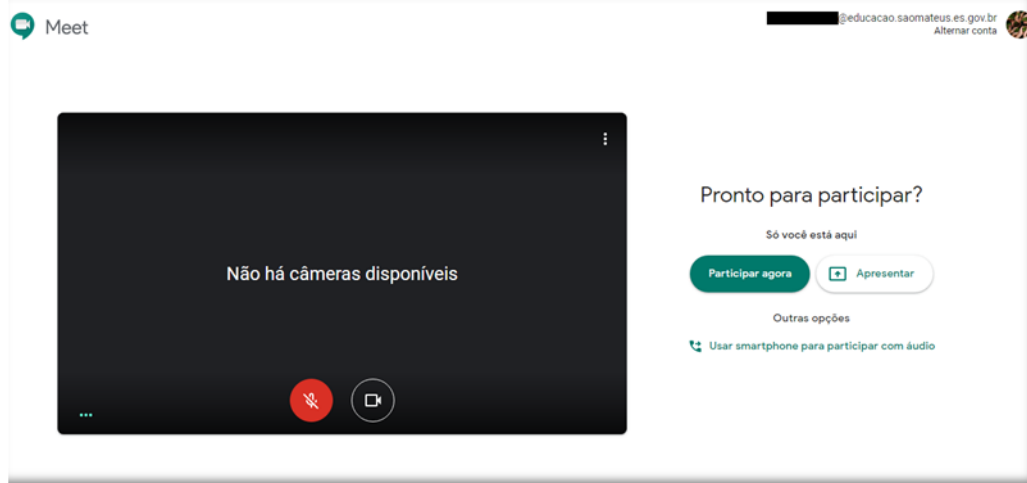 Meet
@educacao.saomateus.es.gov.br
Alternar conta
Não há câmeras disponíveis
Pronto para participar?
Só você está aqui
Participar agora
Apresentar
Outras opções
Usar smartphone para participar com áudio